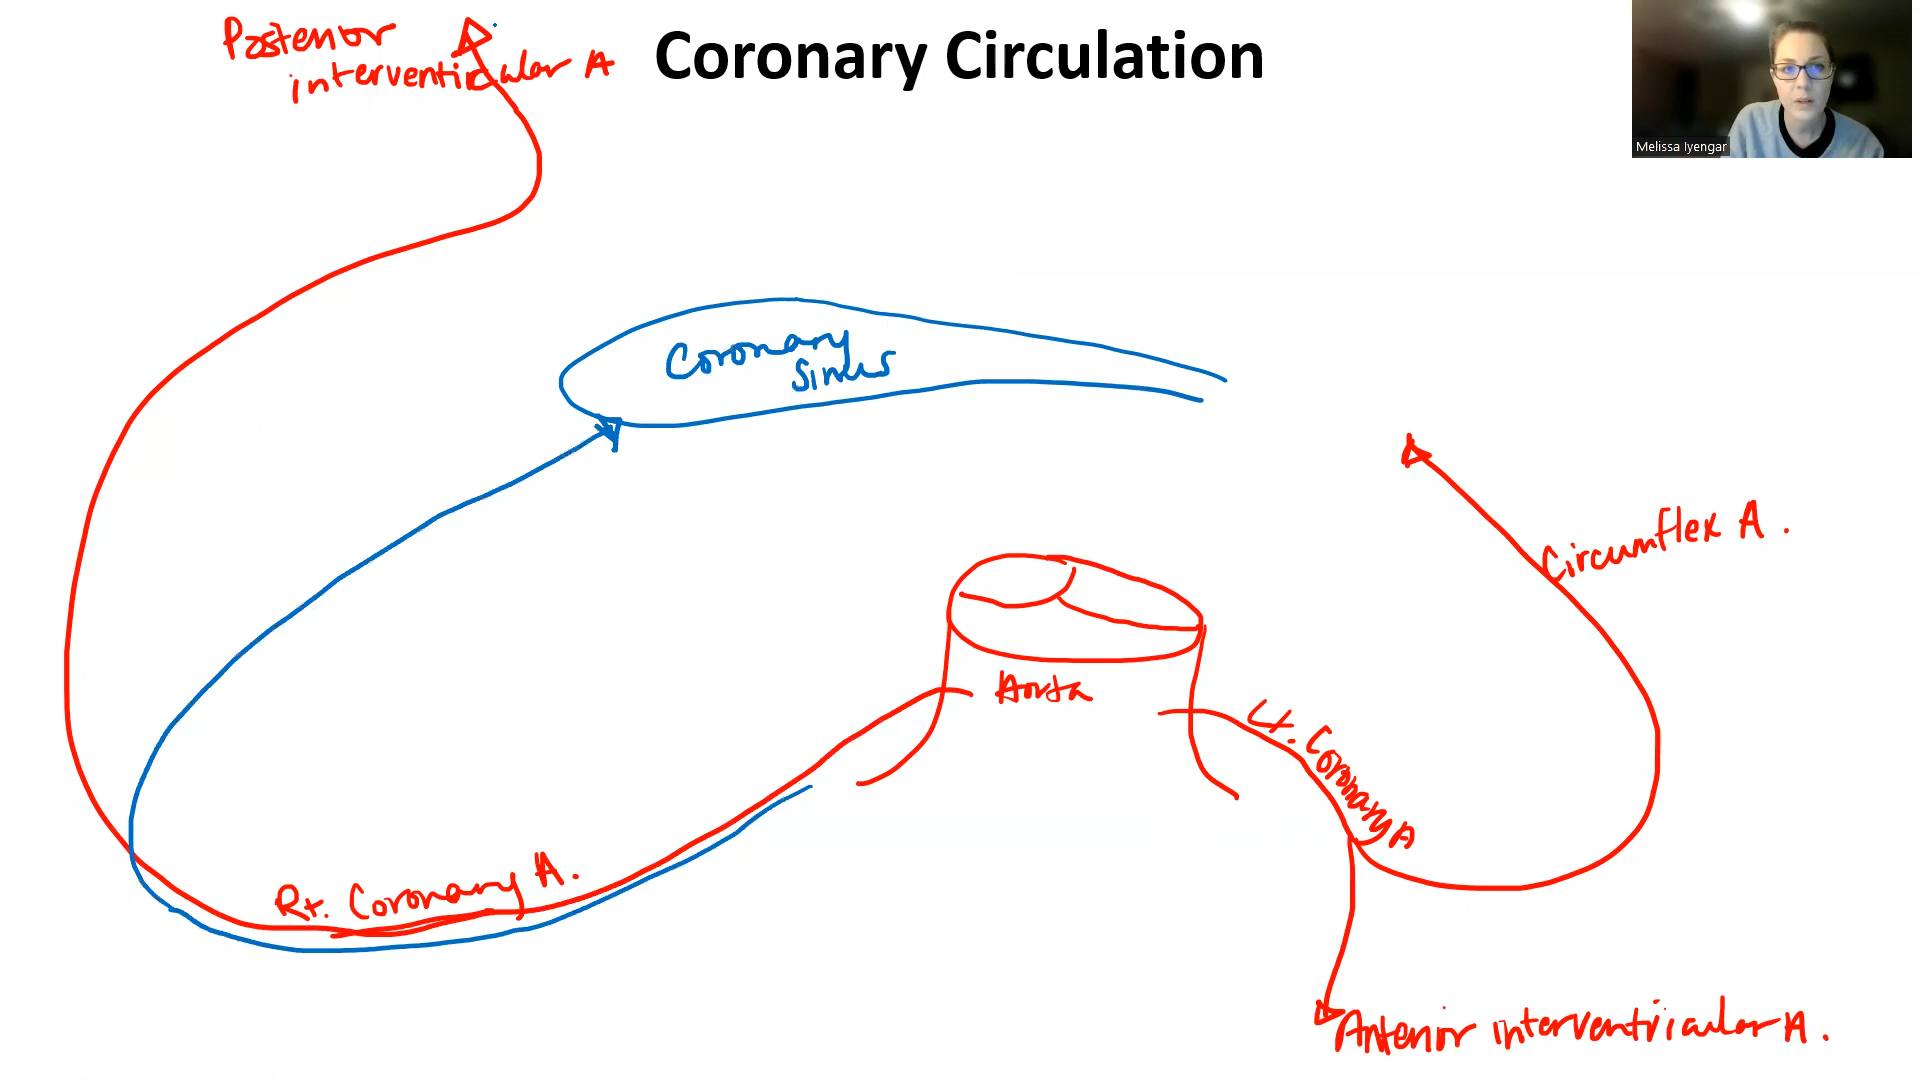 Coronary Circulation
Posterior
interventricular A
Melissa Iyengar
Coronary
Sinus
Circumflex A.
Aorta
Lt. Coronary A
Rt. Coronary A.
Anterior interventricular A.